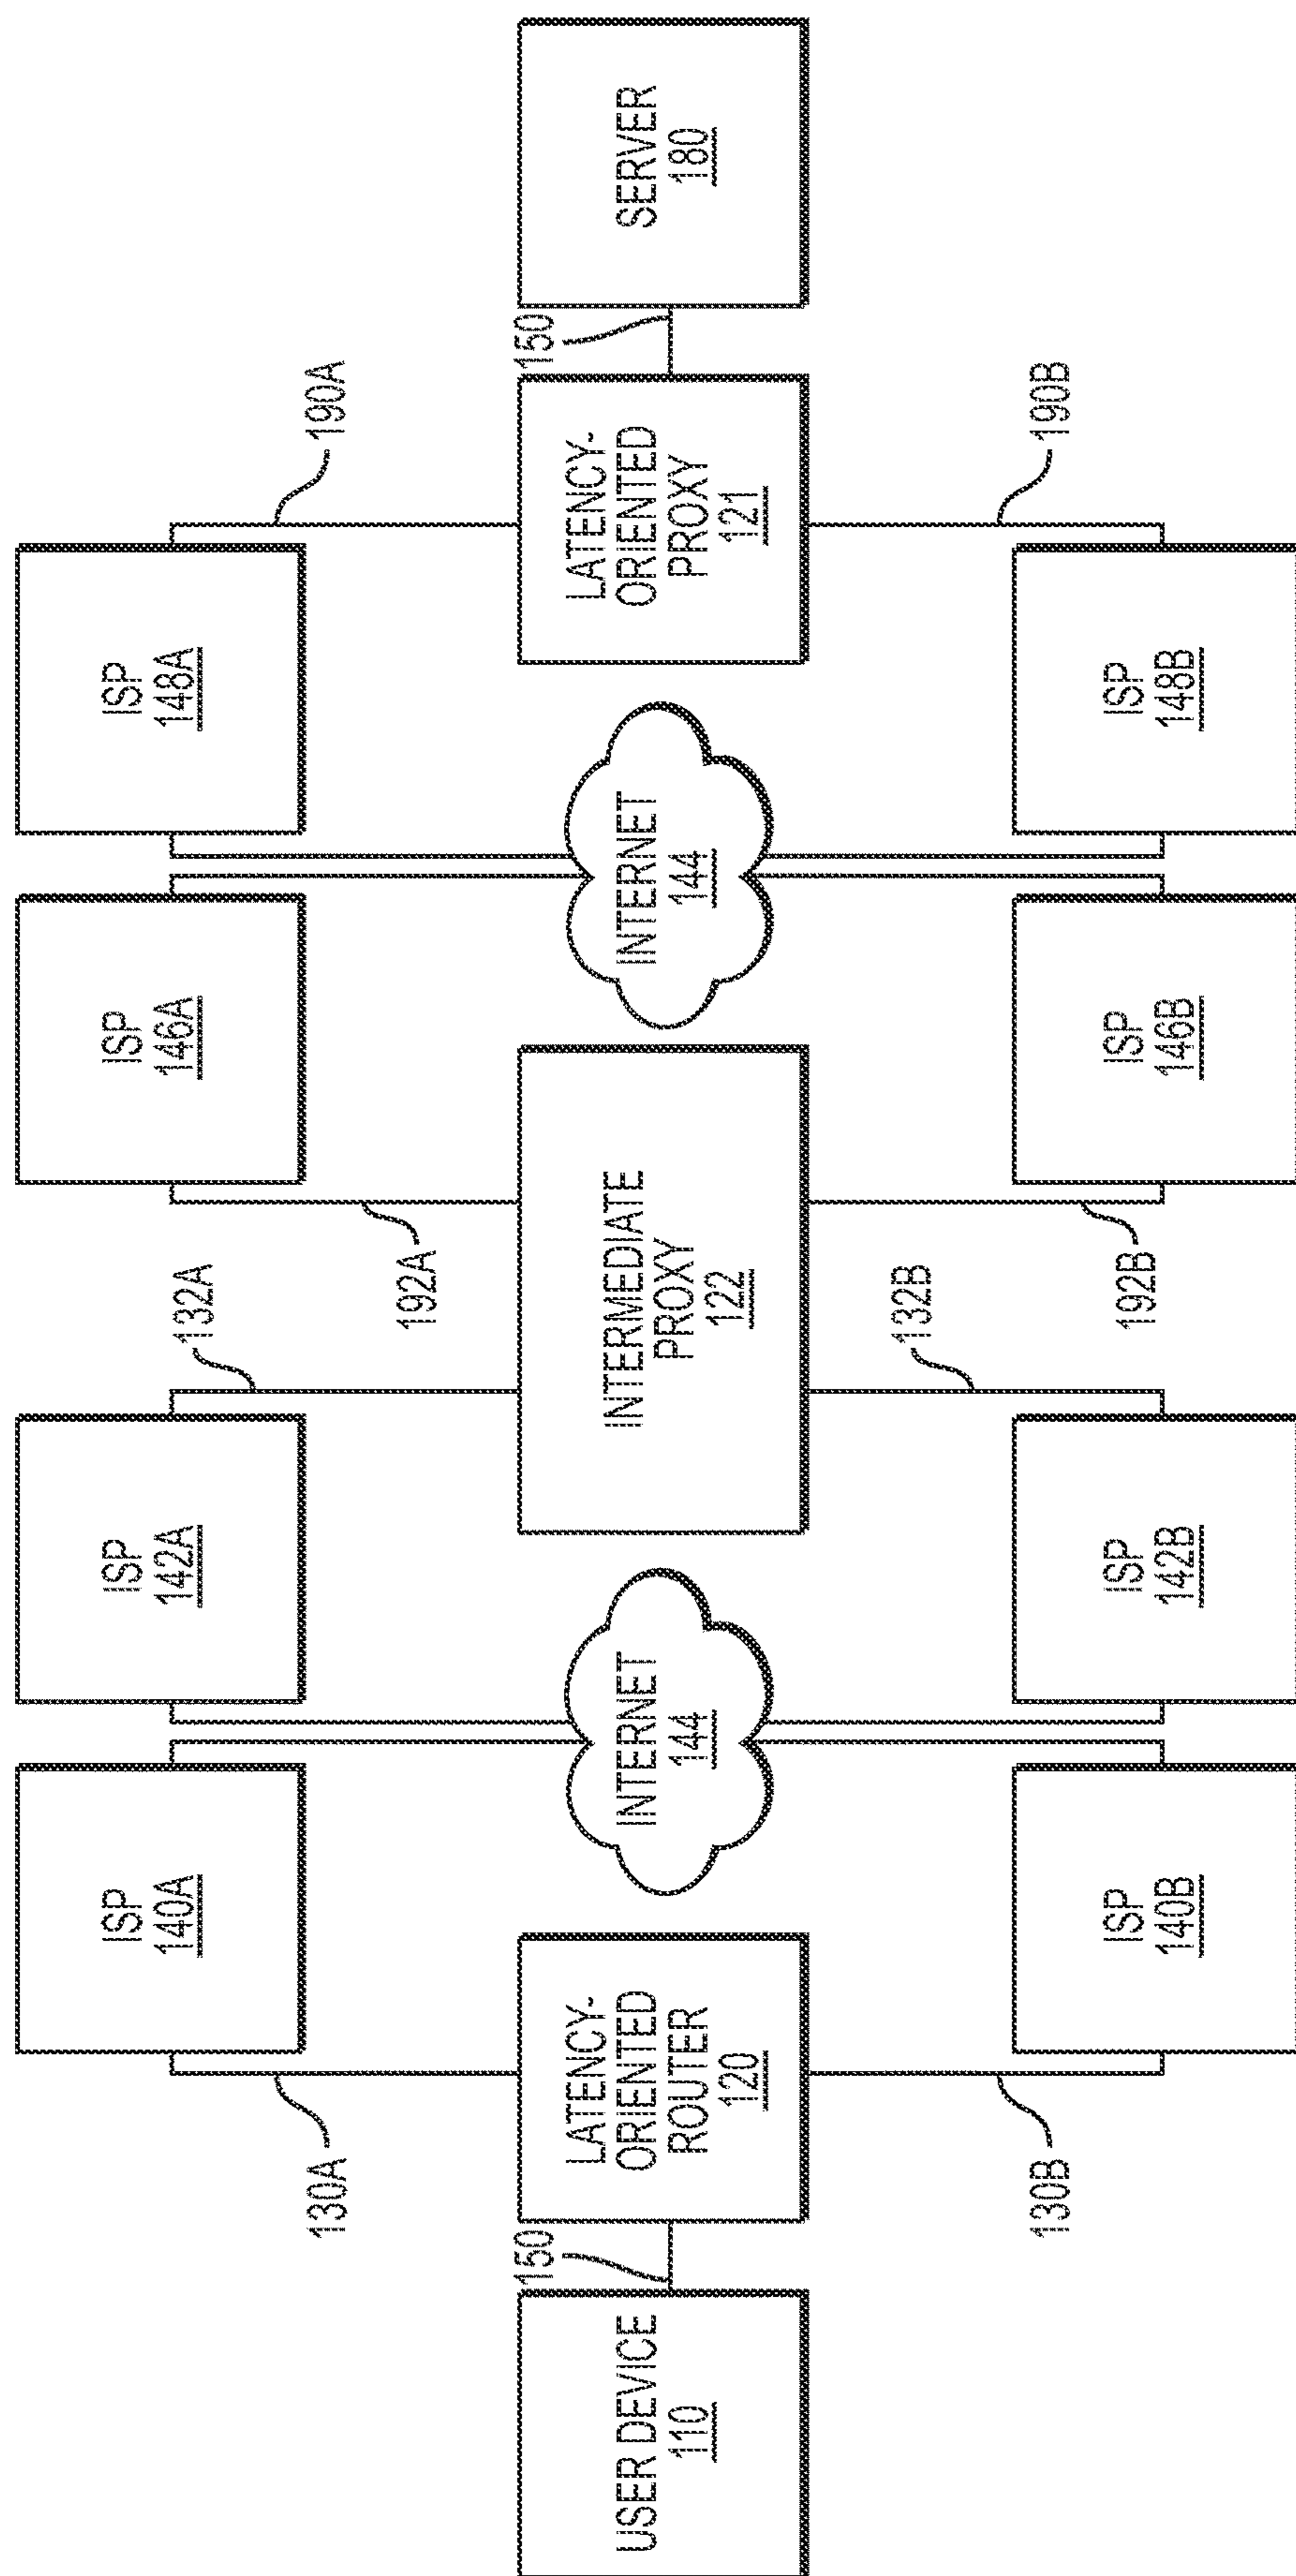 ISP
140A
ISP
142A
ISP
146A
ISP
148A
132A
130A
190A
192A
150
150
USER DEVICE
110
LATENCY-
ORIENTED
ROUTER
120
INTERNET
144
INTERMEDIATE
PROXY
122
INTERNET
144
LATENCY-
ORIENTED
PROXY
121
SERVER
180
132B
130B
190B
192B
ISP
140B
ISP
142B
ISP
146B
ISP
148B